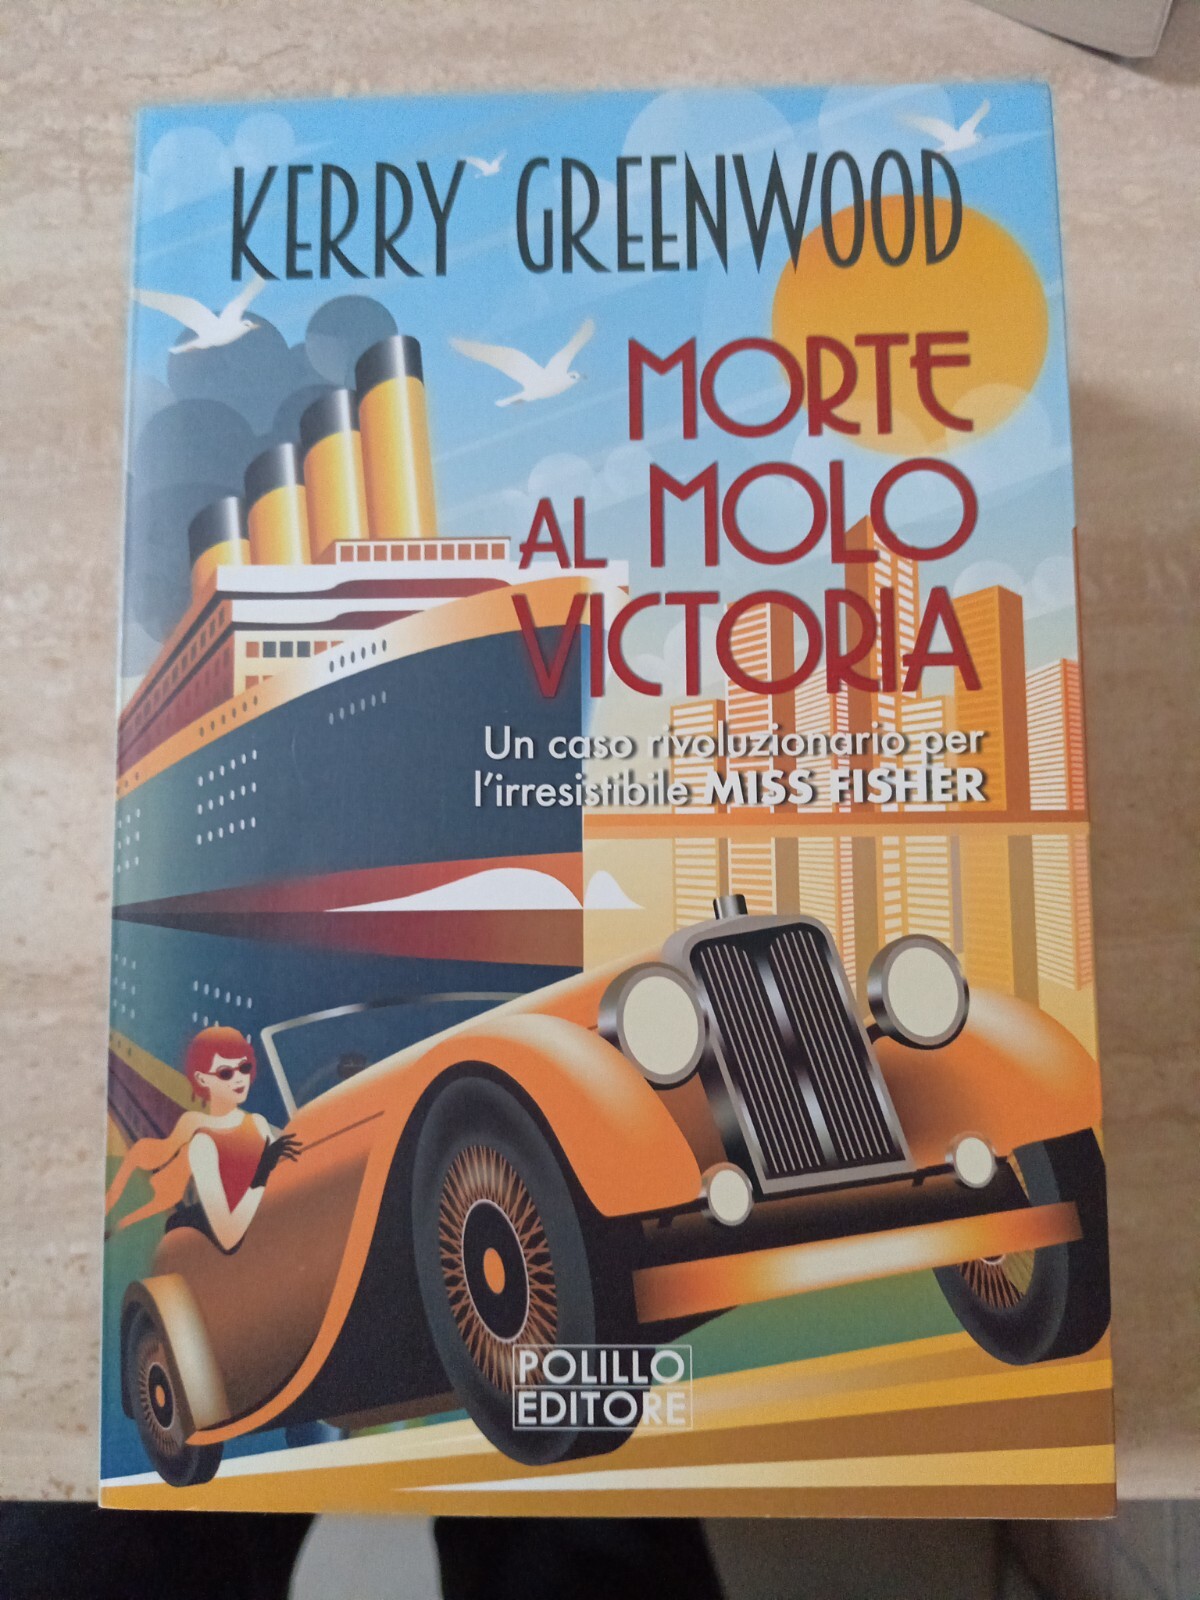 KERRY GREENWOOD
MORTE
AL MOLO
VICTORIA
Un caso rivoluzionario per
l'irresistibile MISS FISHER
POLILLO
EDITORE